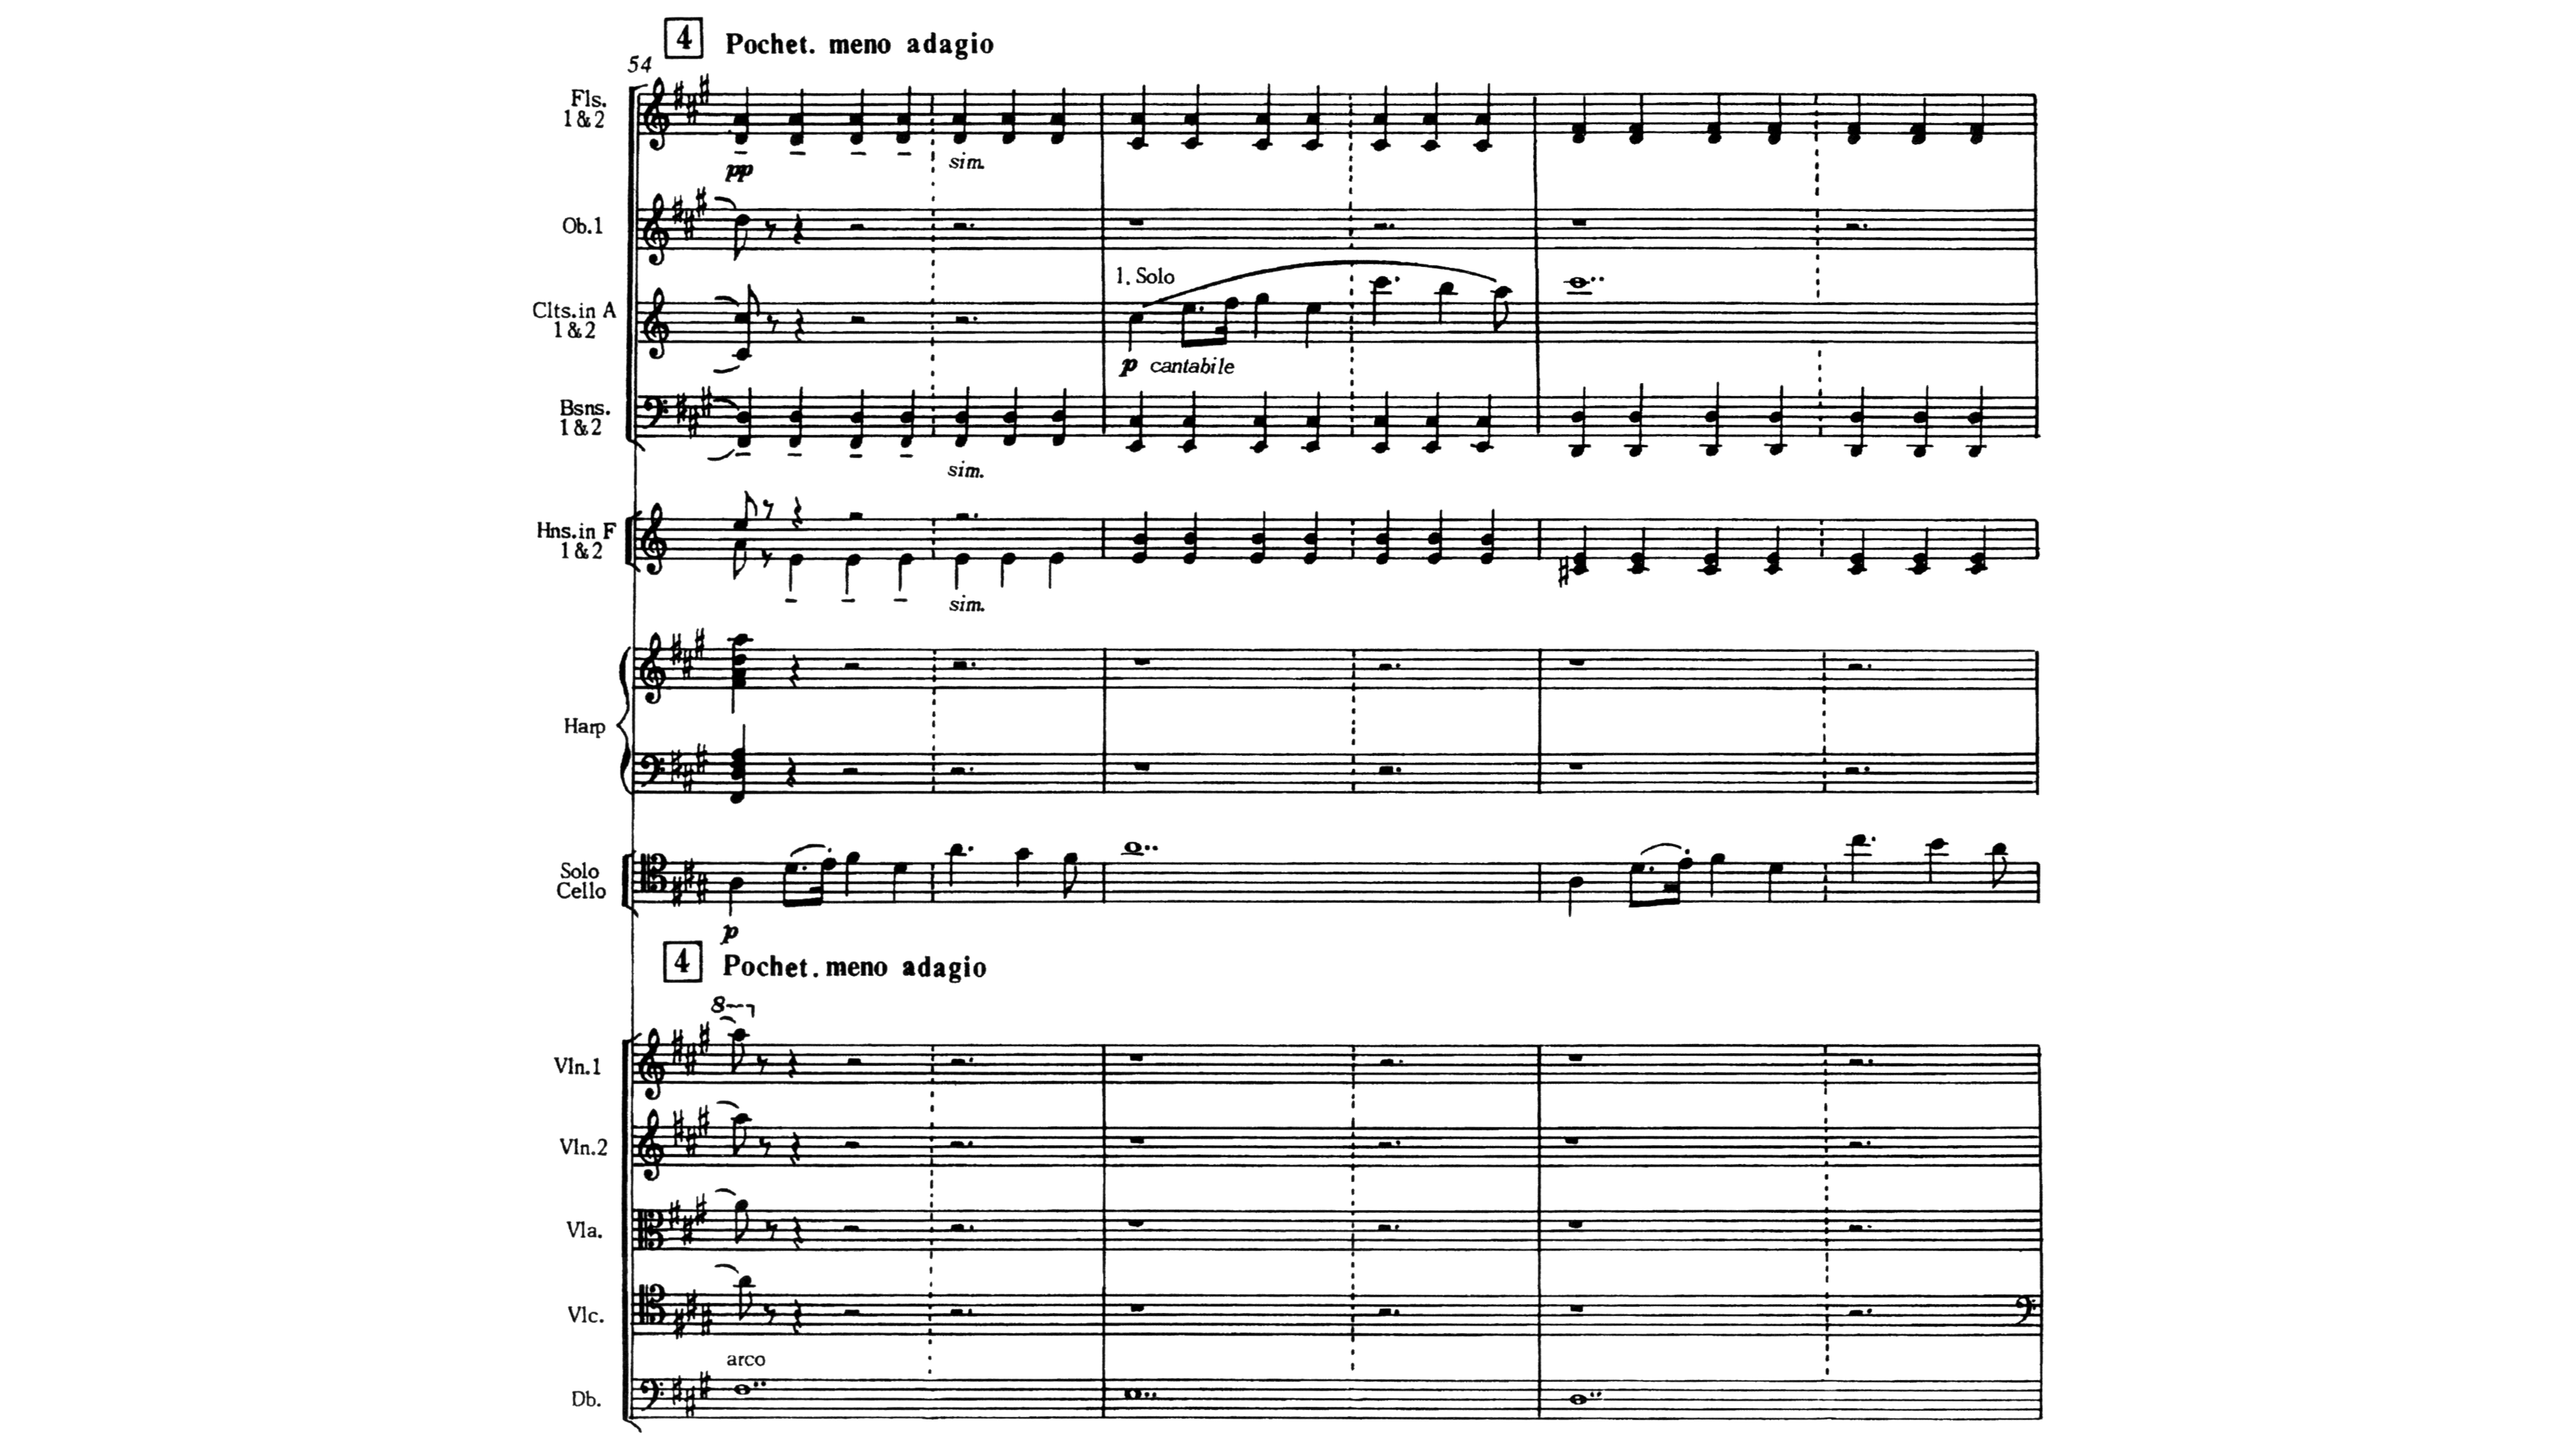 4 Pochet. meno adagio
54
Fls.
1&2
pp
sim.
Ob.1
1. Solo
Clts.in A
1&2
p cantabile
Bsns.
1&2
sim.
Hns.in F
1&2
sim.
Harp
Solo
Cello
p
4 Pochet. meno adagio
8
Vln.1
Vln.2
Vla.
Vlc.
arco
Db.